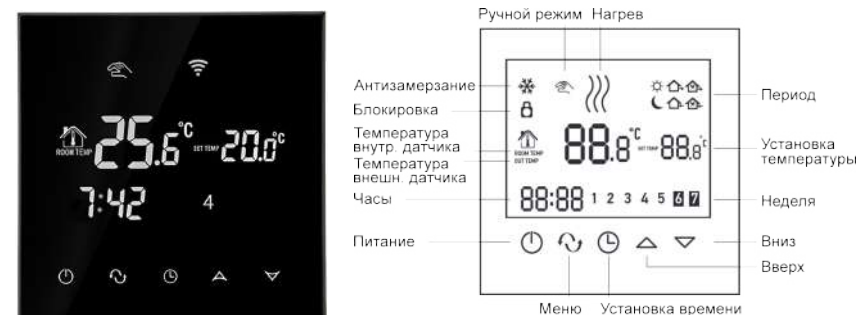 25.6°C
ROOM TEMP
SET TEMP 20.0°C
7:42
4
Ручной режим Нагрев
Антизамерзание
Блокировка
Температура
внутр. датчика
Температура
внешн. датчика
Часы
Питание
88.8°C
ROOM TEMP
OUT TEMP
SET TEMP 88.8°C
88:88 1 2 3 4 5 6 7
Период
Установка
температуры
Неделя
Вниз
Вверх
Меню Установка времени